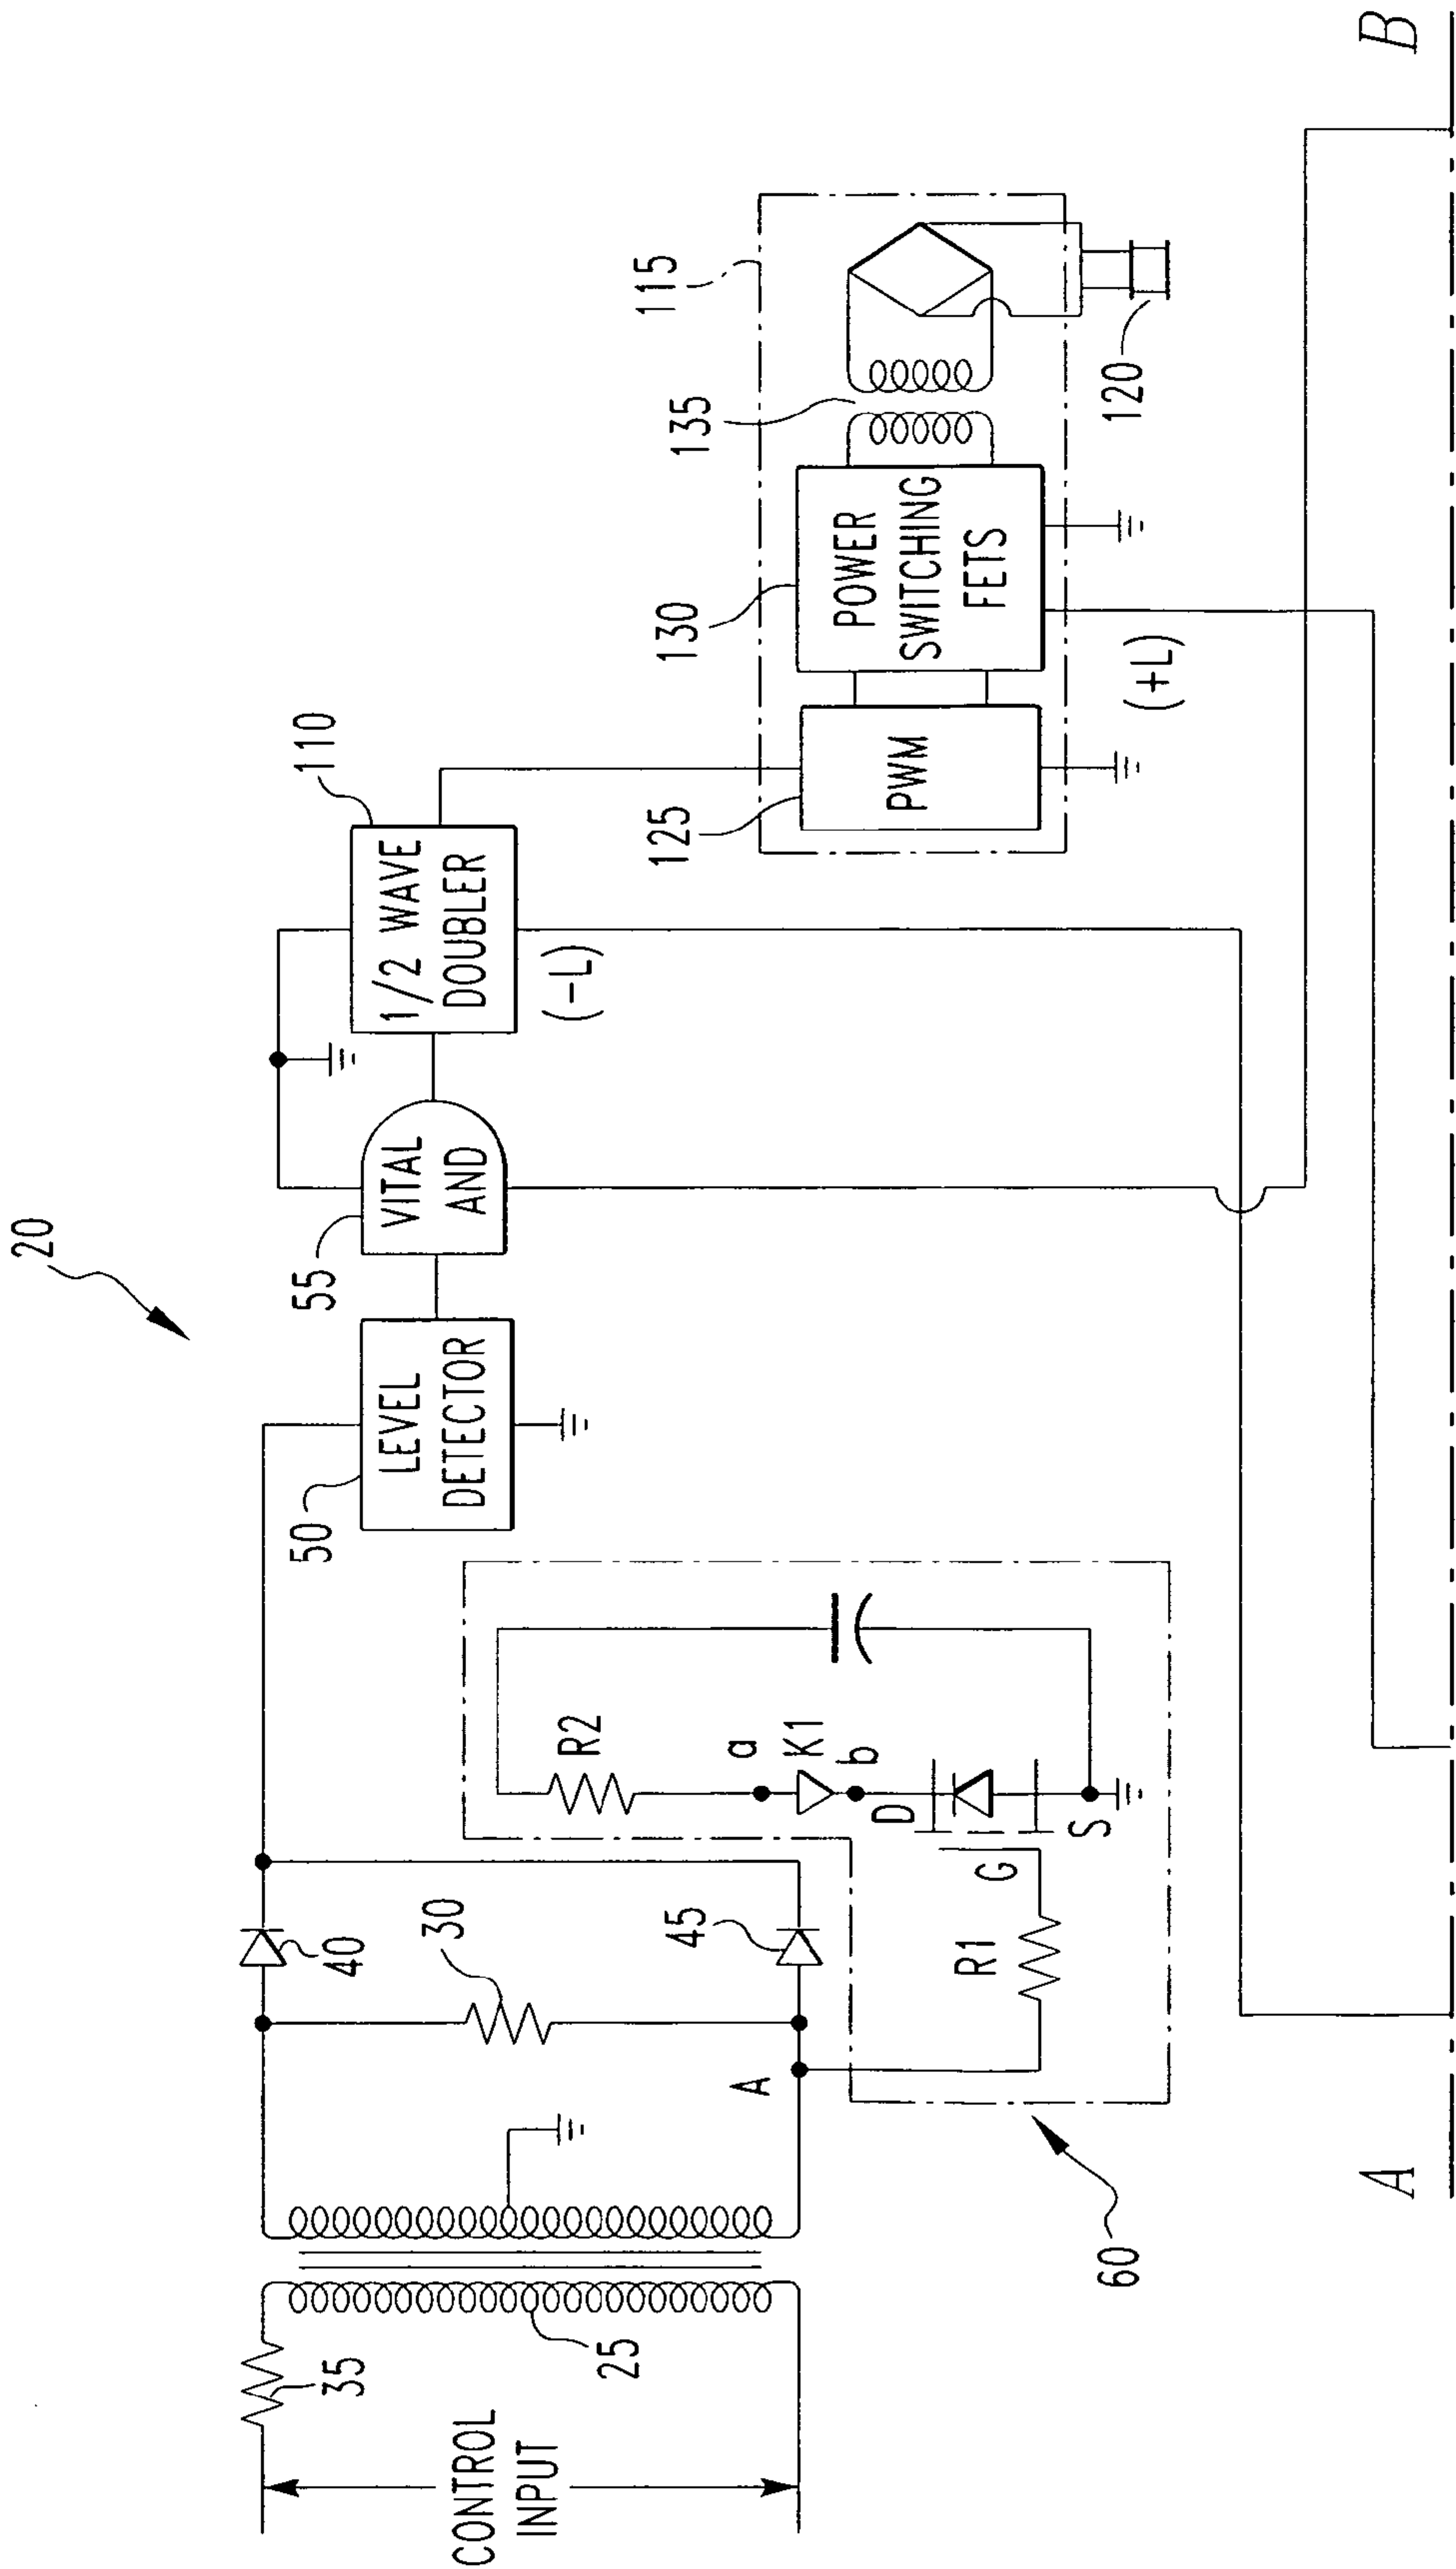 20
CONTROL
INPUT
35
25
A
30
40
45
60
R1
G
D
S
R2
a
K1
b
50
LEVEL
DETECTOR
55
VITAL
AND
110
1/2 WAVE
DOUBLER
(-L)
115
125
PWM
130
POWER
SWITCHING
FETS
135
120
(+L)
A
B